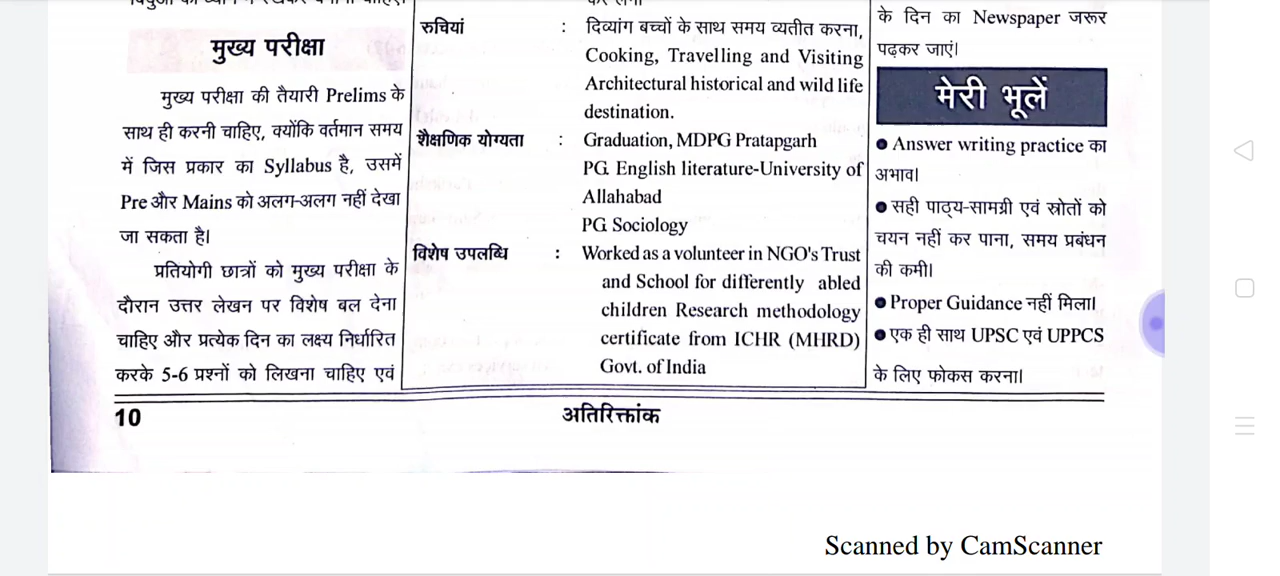 मुख्य परीक्षा
मुख्य परीक्षा की तैयारी Prelims के
साथ ही करनी चाहिए, क्योंकि वर्तमान समय
में जिस प्रकार का Syllabus है, उसमें
Pre और Mains को अलग-अलग नहीं देखा
जा सकता है।
प्रतियोगी छात्रों को मुख्य परीक्षा के
दौरान उत्तर लेखन पर विशेष बल देना
चाहिए और प्रत्येक दिन का लक्ष्य निर्धारित
करके 5-6 प्रश्नों को लिखना चाहिए एवं
रुचियां : दिव्यांग बच्चों के साथ समय व्यतीत करना,
Cooking, Travelling and Visiting
Architectural historical and wild life
destination.
शैक्षणिक योग्यता : Graduation, MDPG Pratapgarh
PG English literature-University of
Allahabad
PG Sociology
विशेष उपलब्धि : Worked as a volunteer in NGO's Trust
and School for differently abled
children Research methodology
certificate from ICHR (MHRD)
Govt. of India
के दिन का Newspaper जरूर
पढ़कर जाएं।
मेरी भूलें
● Answer writing practice का
अभाव।
● सही पाठ्य-सामग्री एवं स्रोतों को
चयन नहीं कर पाना, समय प्रबंधन
की कमी।
● Proper Guidance नहीं मिला।
● एक ही साथ UPSC एवं UPPCS
के लिए फोकस करना।
10
अतिरिक्तांक
Scanned by CamScanner